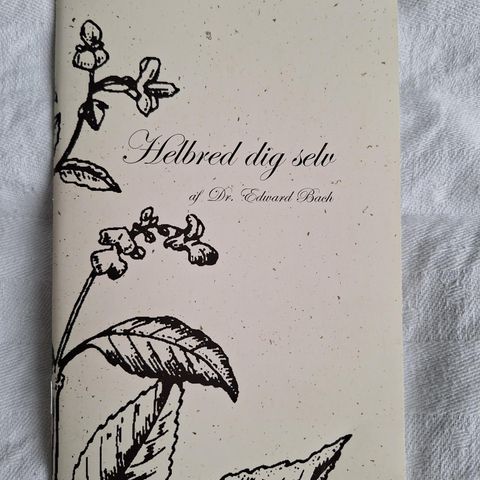 Helbred dig selv
af Dr. Edward Bach